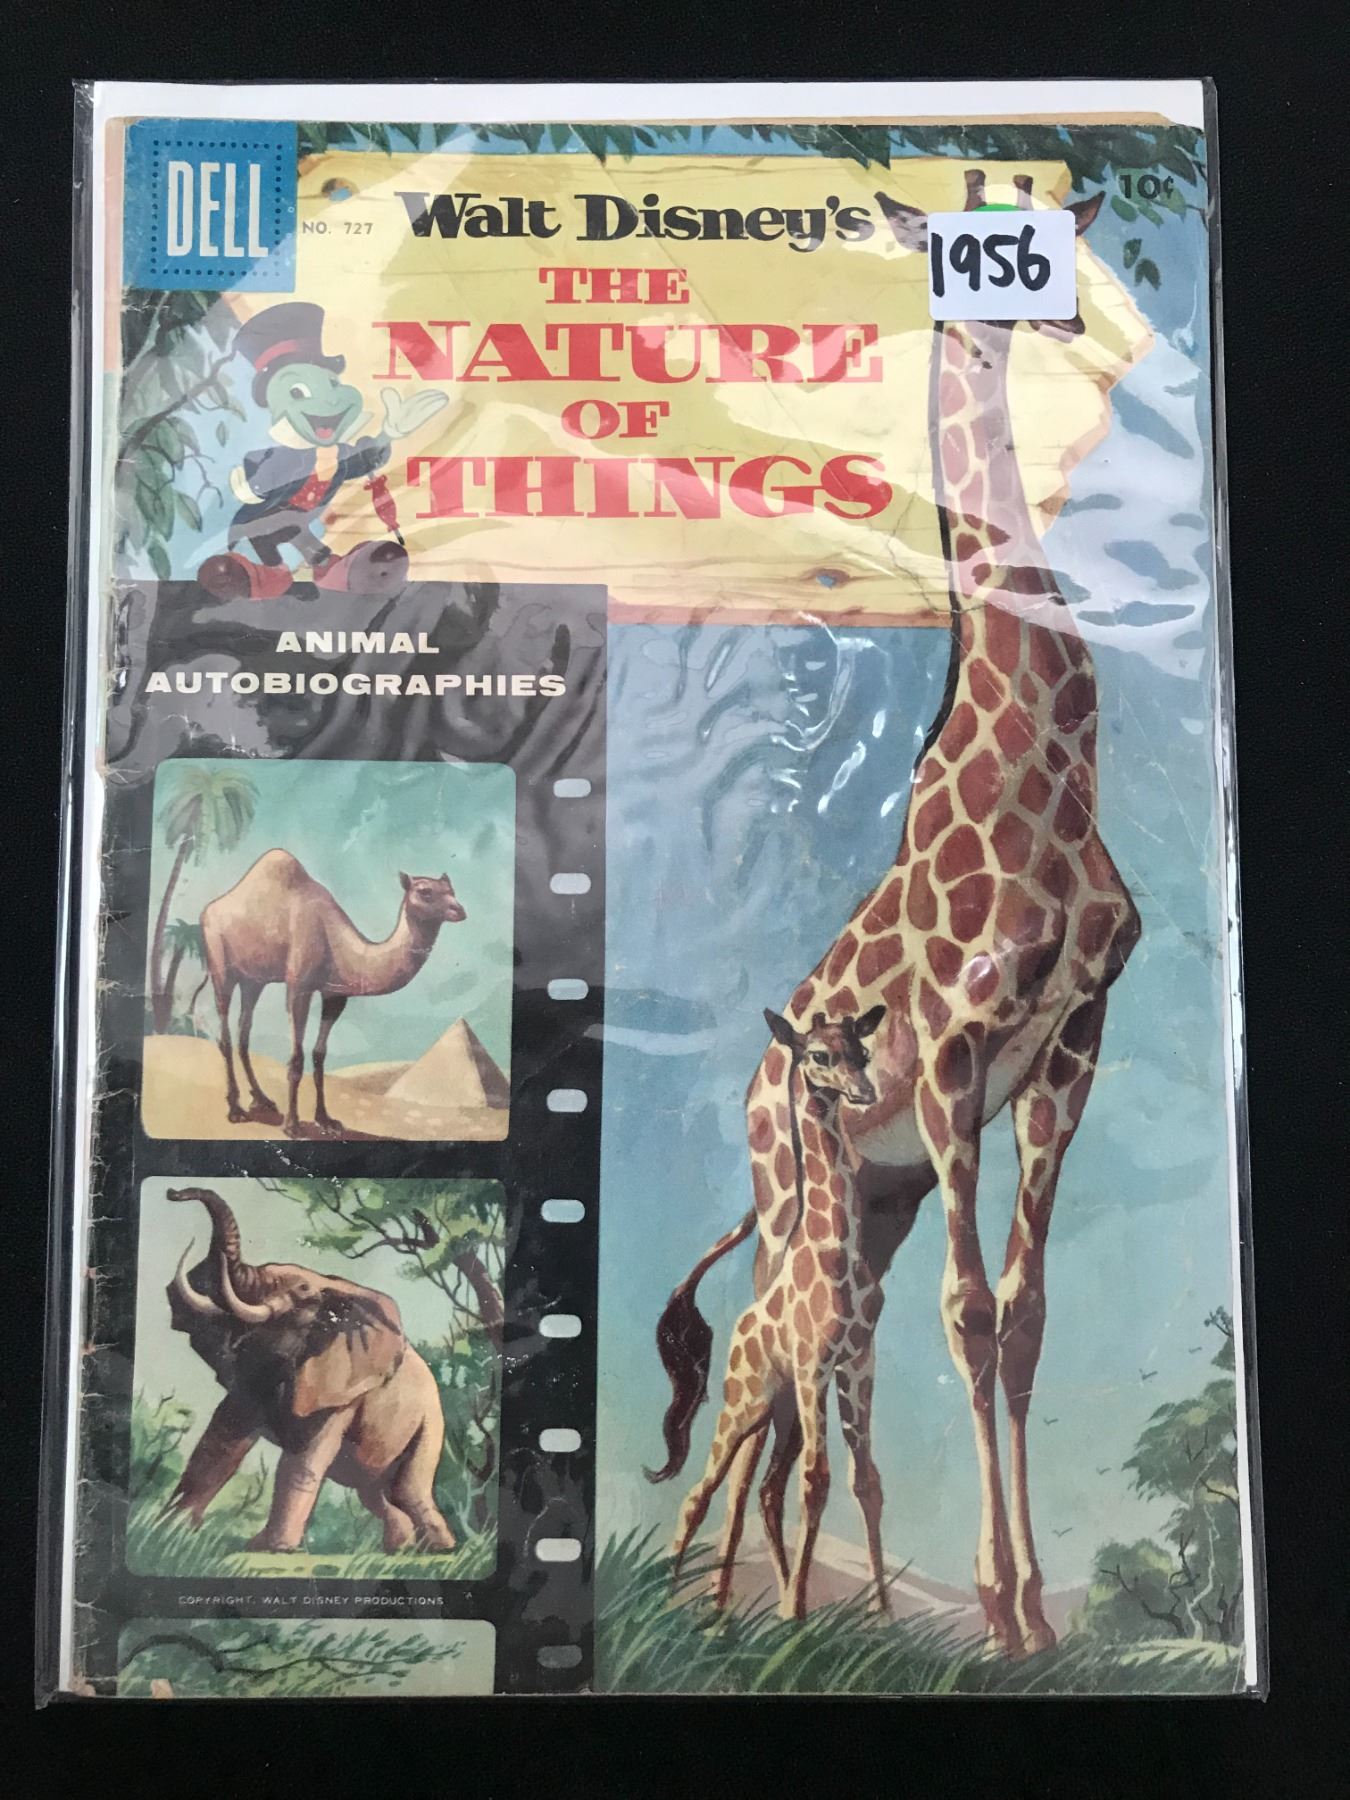 DELL
NO. 727
Walt Disney's
10¢
1956
THE
NATURE
OF
THINGS
ANIMAL
AUTOBIOGRAPHIES
COPYRIGHT, WALT DISNEY PRODUCTIONS